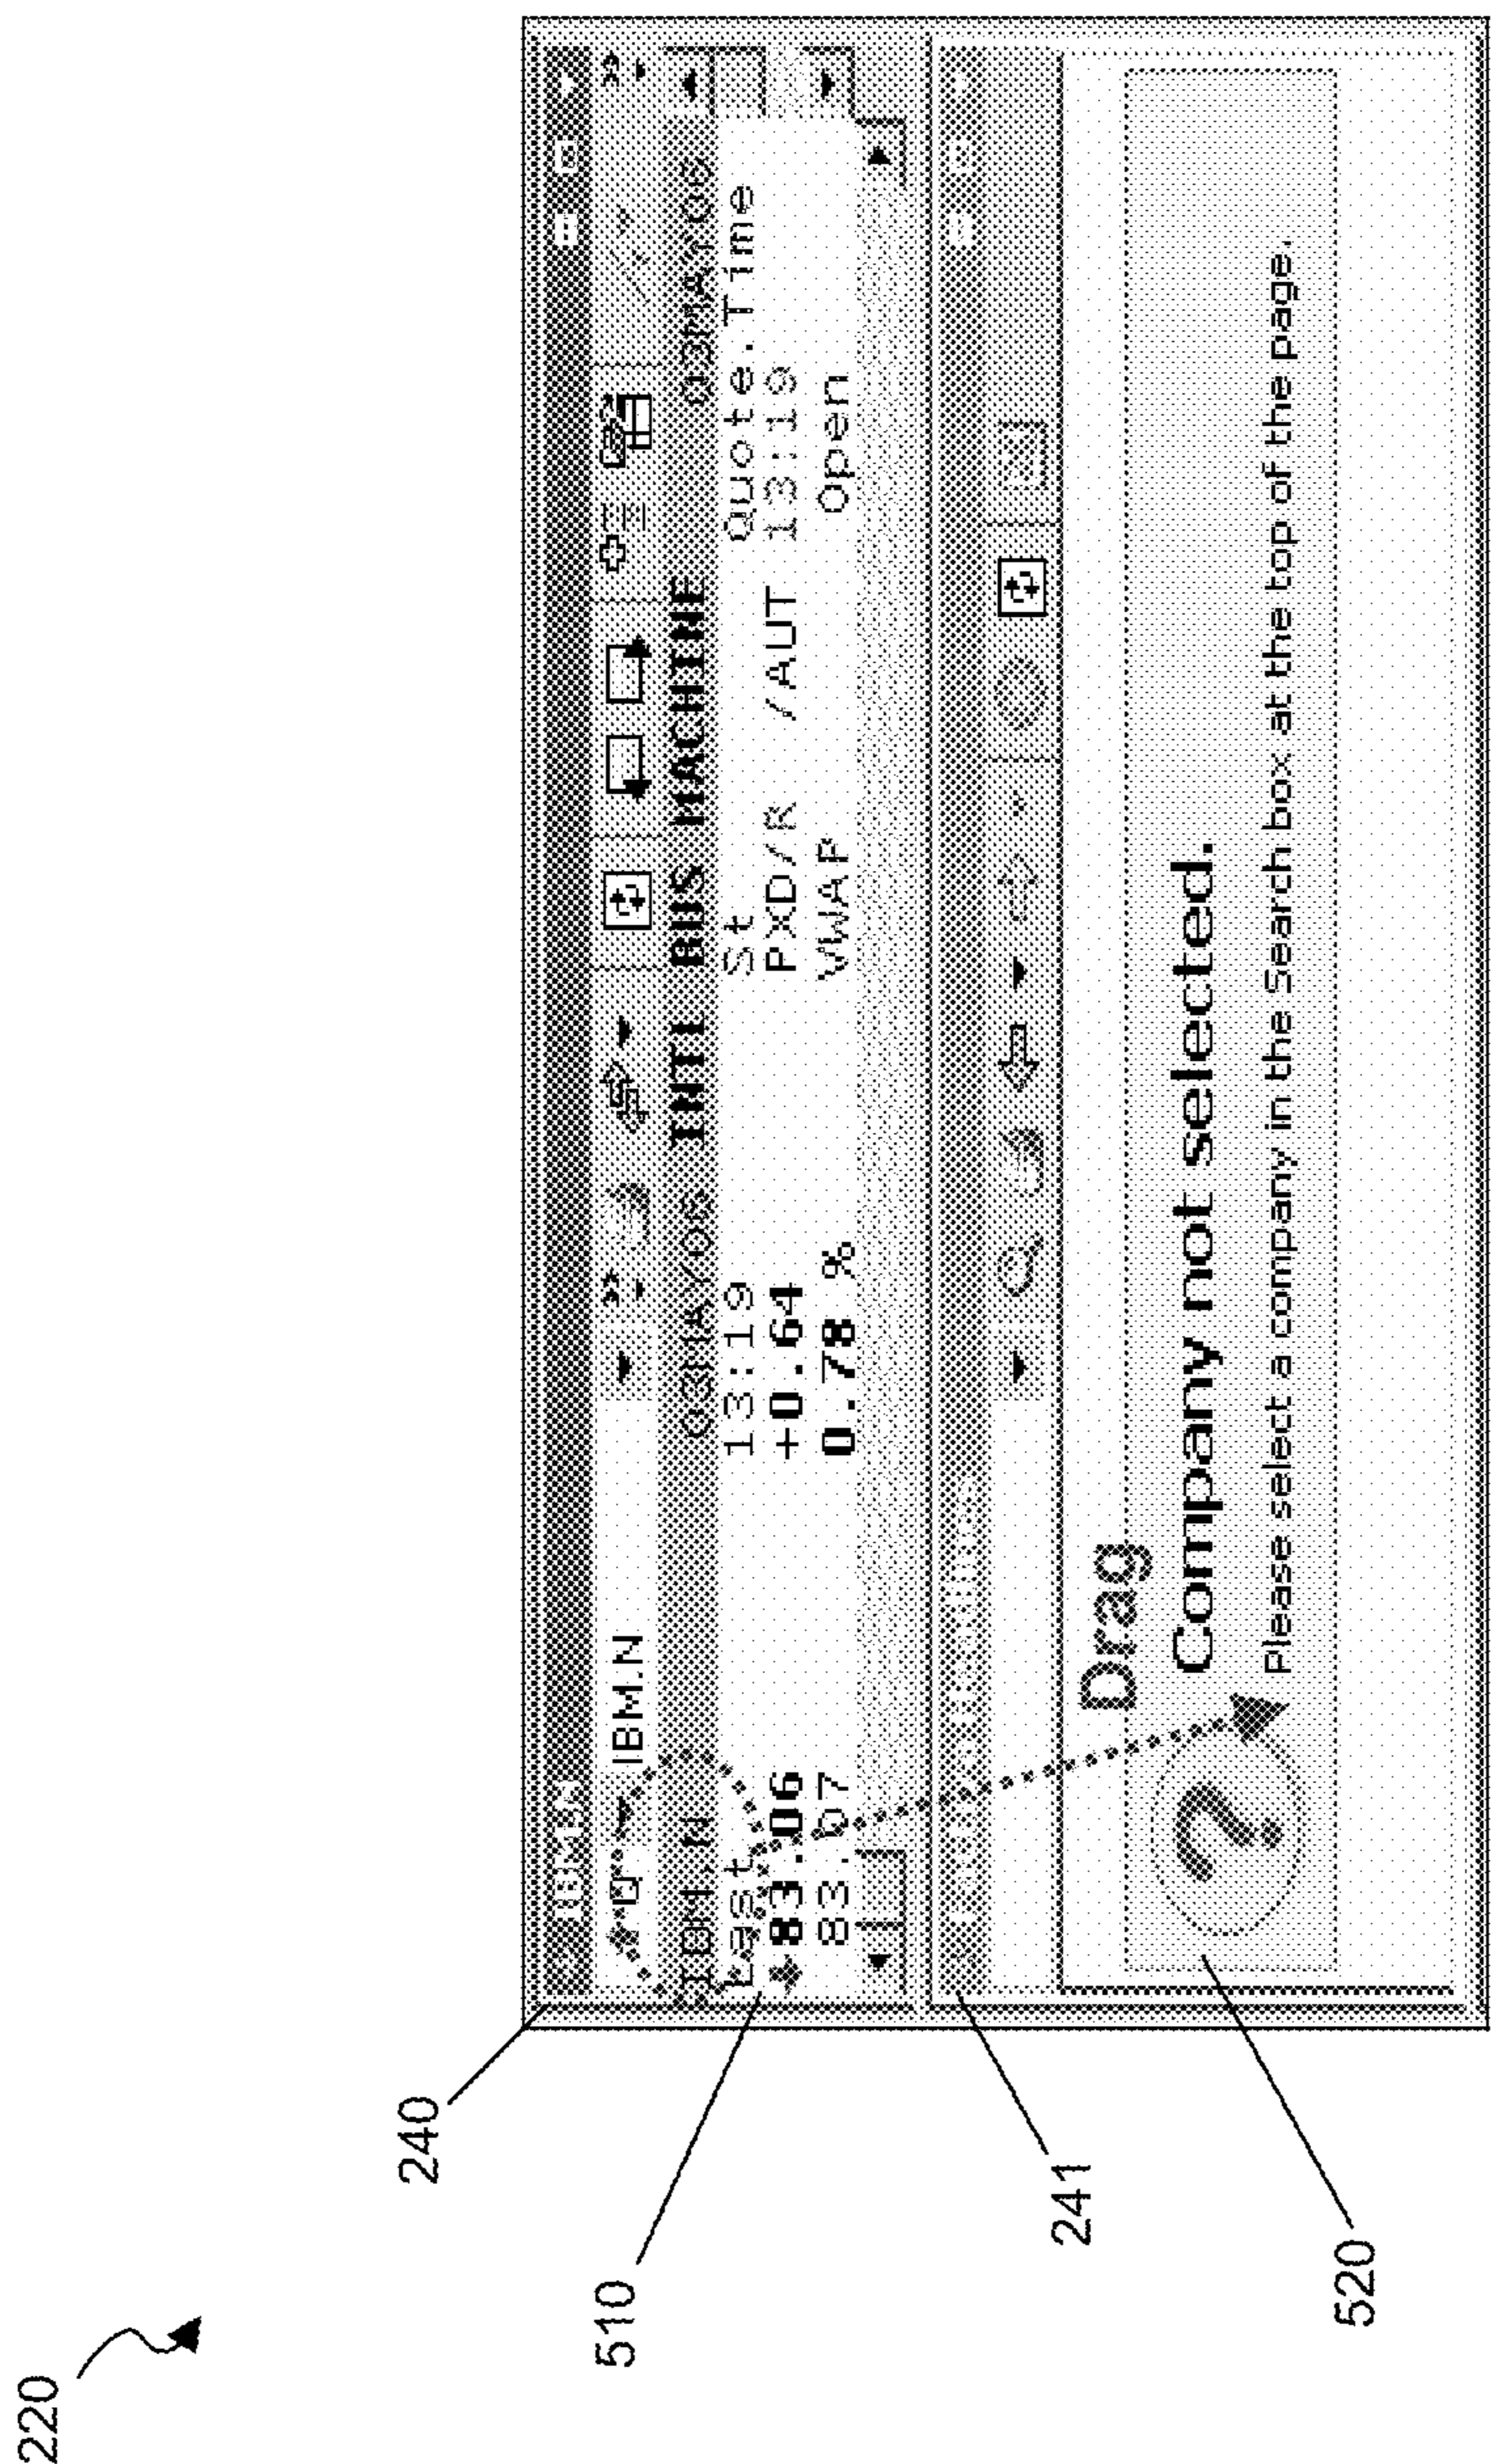 220
240
510
241
520
IBM.N
IBM.N
IBM.N 03MAY06 INTL BUS MACHINE 03MAY06
Last 13:19 St Quote.Time
83.06 +0.64 PXD/R /AUT 13:19
83.07 0.78 % VWAP Open
Drag
Company not selected.
Please select a company in the Search box at the top of the page.
?